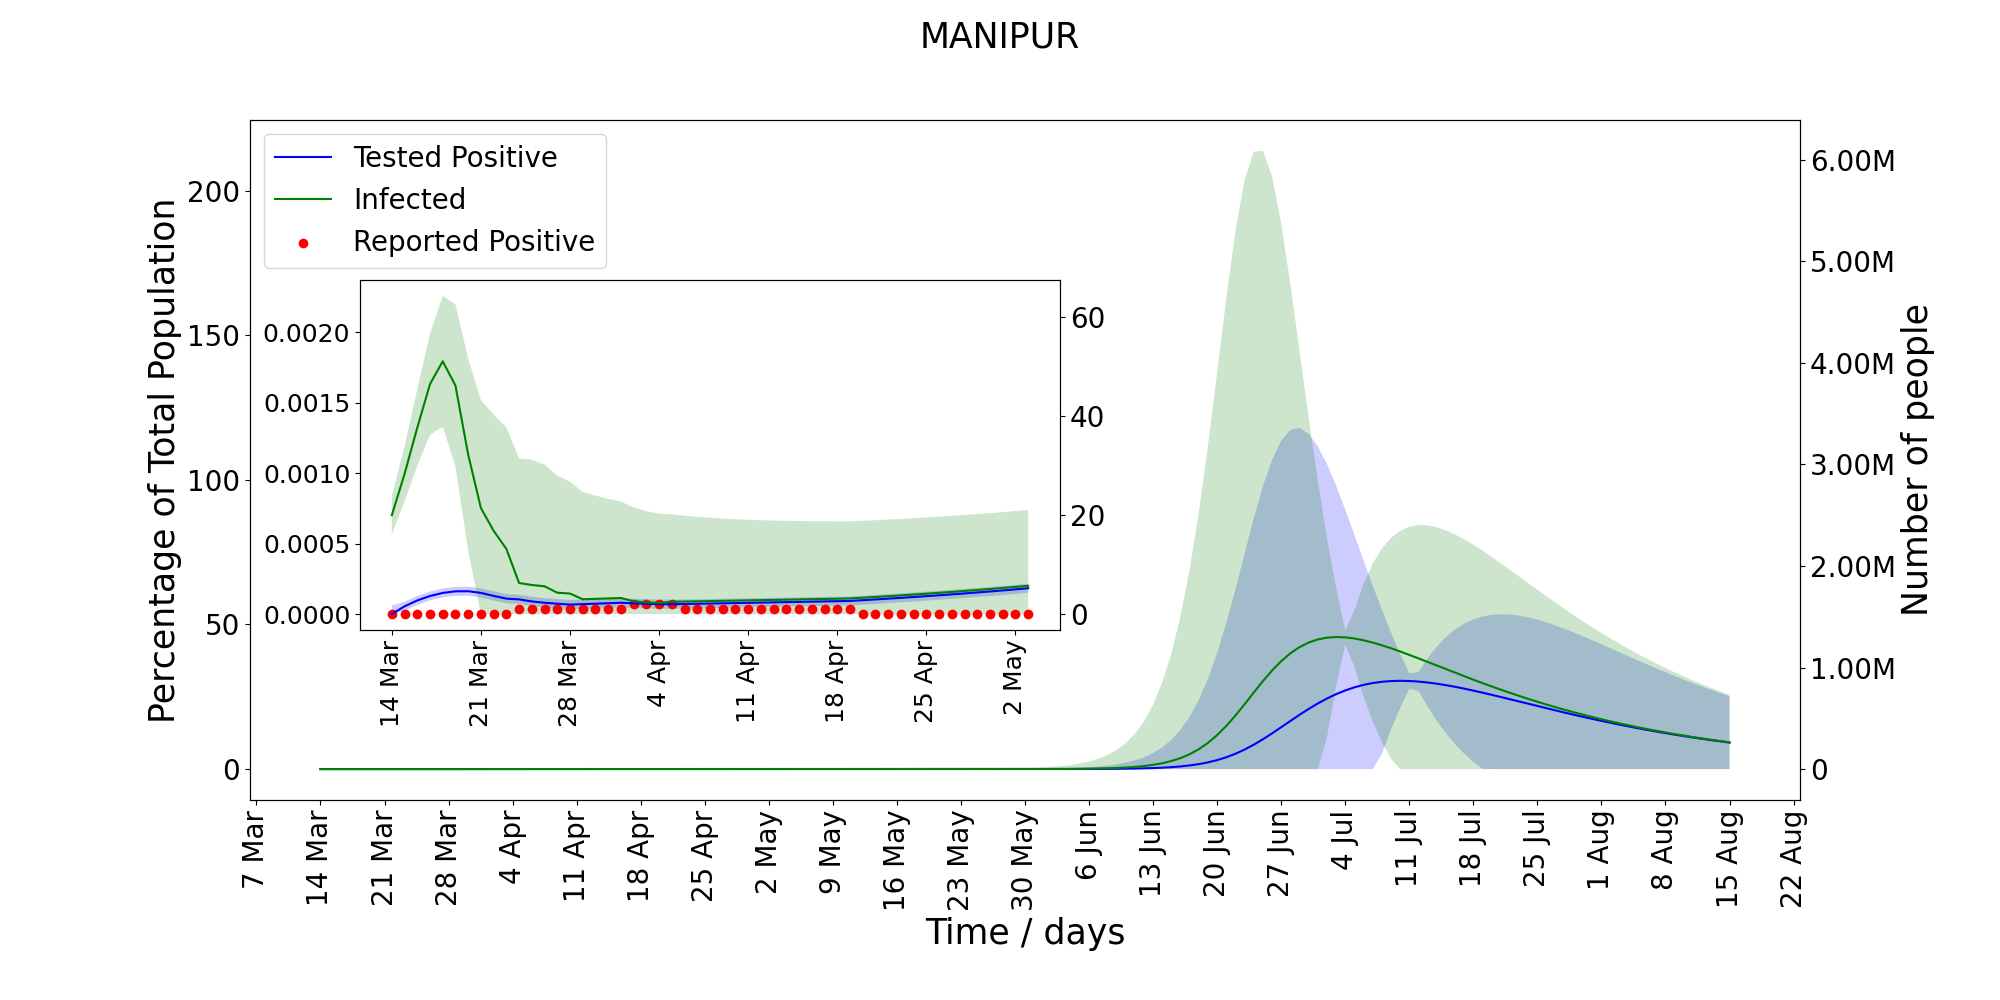 MANIPUR
Tested Positive
Infected
Reported Positive
Percentage of Total Population
200
150
100
50
0
6.00M
5.00M
4.00M
3.00M
2.00M
1.00M
0
Number of people
0.0020
0.0015
0.0010
0.0005
0.0000
60
40
20
0
14 Mar
21 Mar
28 Mar
4 Apr
11 Apr
18 Apr
25 Apr
2 May
7 Mar
14 Mar
21 Mar
28 Mar
4 Apr
11 Apr
18 Apr
25 Apr
2 May
9 May
16 May
23 May
30 May
6 Jun
13 Jun
20 Jun
27 Jun
4 Jul
11 Jul
18 Jul
25 Jul
1 Aug
8 Aug
15 Aug
22 Aug
Time / days